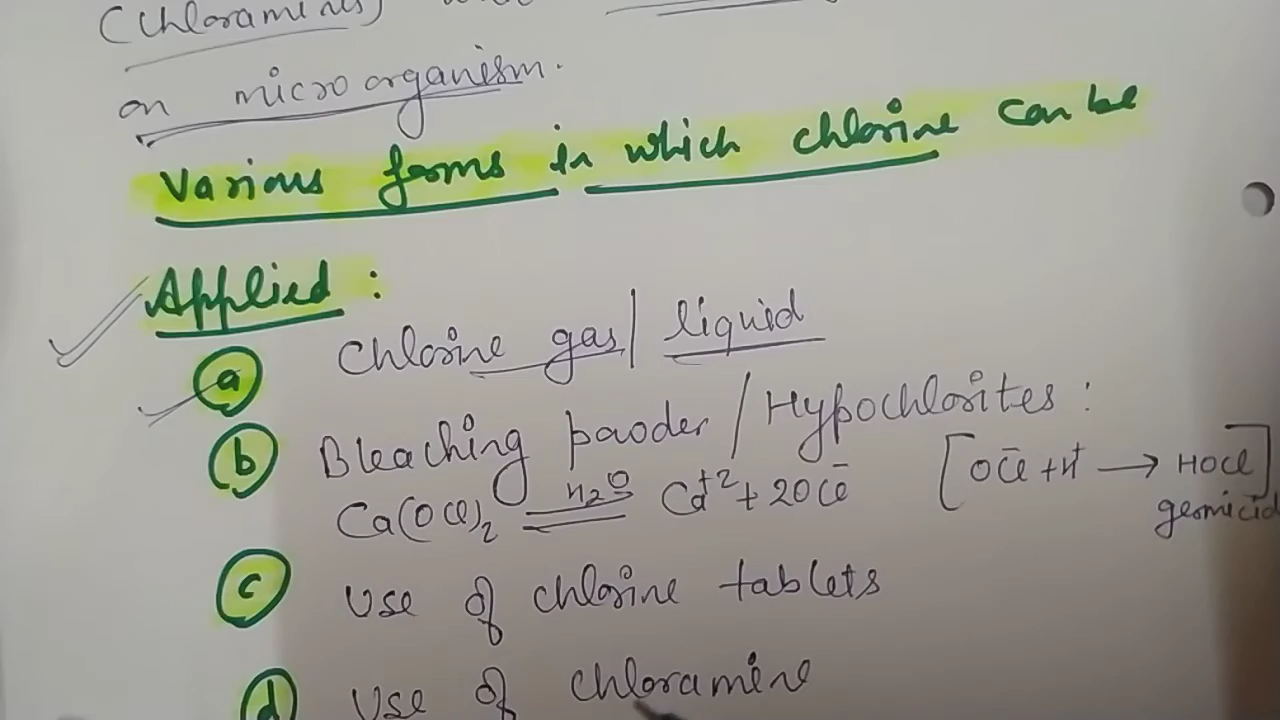 (Chloramines)
on microorganism.
Various forms in which chlorine can be
Applied :
a Chlorine gas/liquid
b Bleaching paoder/Hypochlorites :
Ca(OCl)₂ ⇌ H₂O Ca⁺² + 2OCl⁻ [OCl⁻ + H⁺ → HOCl]
germicid
c Use of chlorine tablets
d Use of chloramine